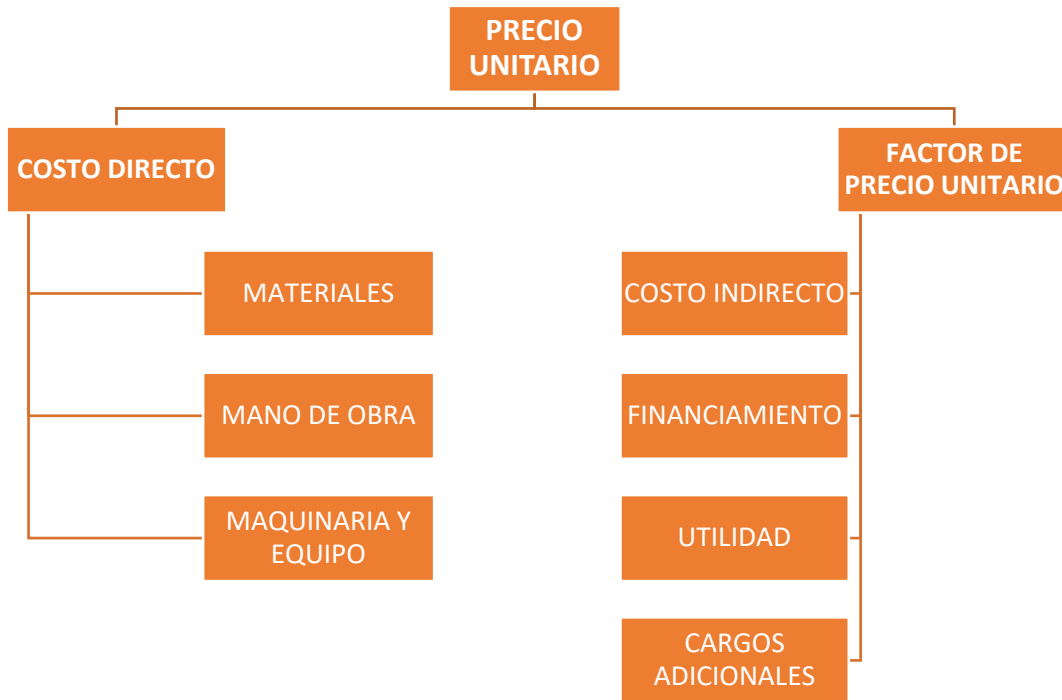 PRECIO
UNITARIO
COSTO DIRECTO
FACTOR DE
PRECIO UNITARIO
MATERIALES
COSTO INDIRECTO
MANO DE OBRA
FINANCIAMIENTO
MAQUINARIA Y
EQUIPO
UTILIDAD
CARGOS
ADICIONALES